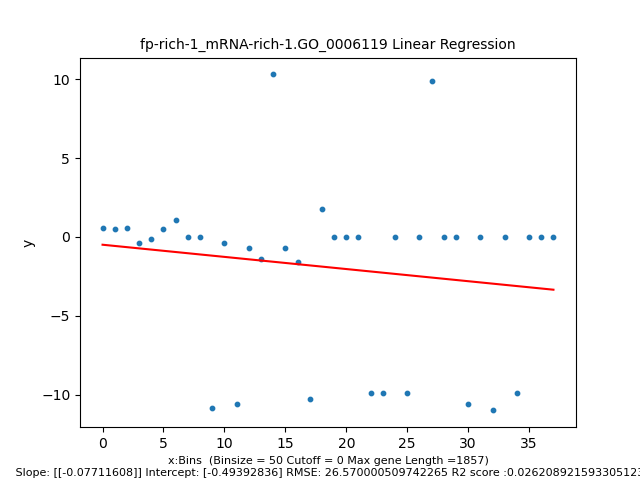 fp-rich-1_mRNA-rich-1.GO_0006119 Linear Regression
10
5
0
−5
−10
y
0 5 10 15 20 25 30 35
x:Bins (Binsize = 50 Cutoff = 0 Max gene Length =1857)
Slope: [[-0.07711608]] Intercept: [-0.49392836] RMSE: 26.570000509742265 R2 score :0.026208921593305123